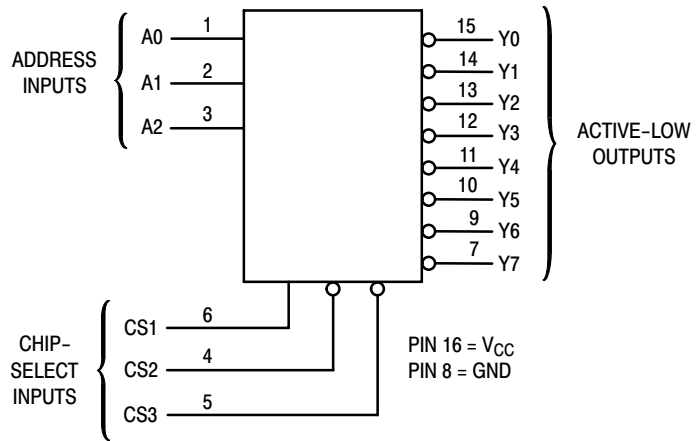 ADDRESS
INPUTS
A0 1
A1 2
A2 3
15 Y0
14 Y1
13 Y2
12 Y3
11 Y4
10 Y5
9 Y6
7 Y7
ACTIVE-LOW
OUTPUTS
CHIP-
SELECT
INPUTS
CS1 6
CS2 4
CS3 5
PIN 16 = VCC
PIN 8 = GND